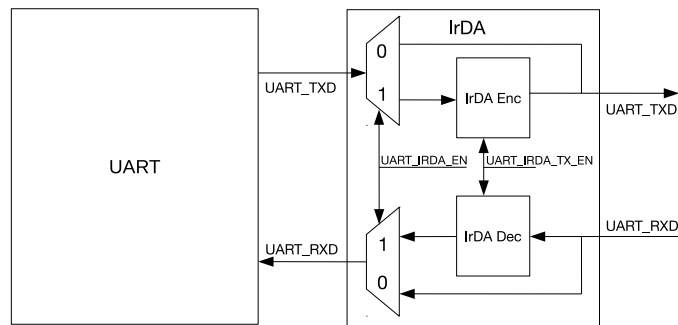 IrDA
0
UART_TXD
1
IrDA Enc
UART_TXD
UART
UART_IRDA_EN
UART_IRDA_TX_EN
UART_RXD
1
IrDA Dec
UART_RXD
0